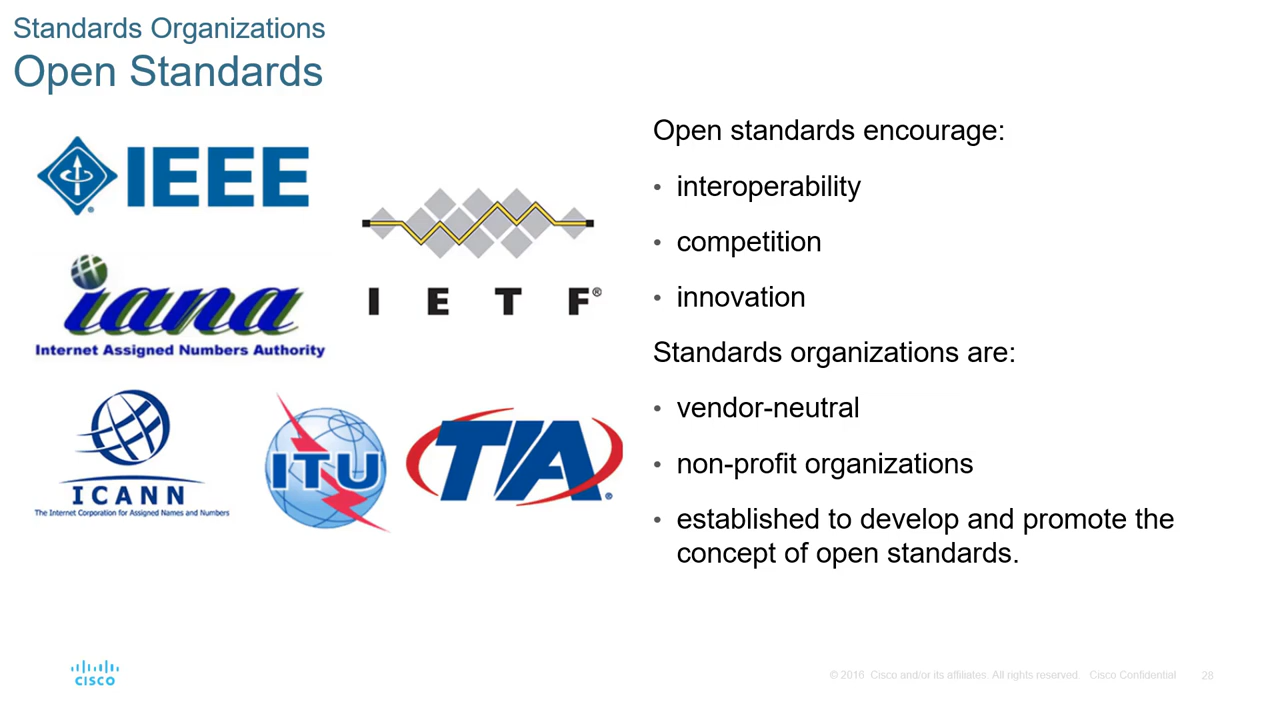 Standards Organizations
Open Standards
IEEE
®
iana
Internet Assigned Numbers Authority
I E T F®
ICANN
The Internet Corporation for Assigned Names and Numbers
ITU
TIA®
Open standards encourage:
• interoperability
• competition
• innovation
Standards organizations are:
• vendor-neutral
• non-profit organizations
• established to develop and promote the
concept of open standards.
CISCO
© 2016 Cisco and/or its affiliates. All rights reserved. Cisco Confidential 28